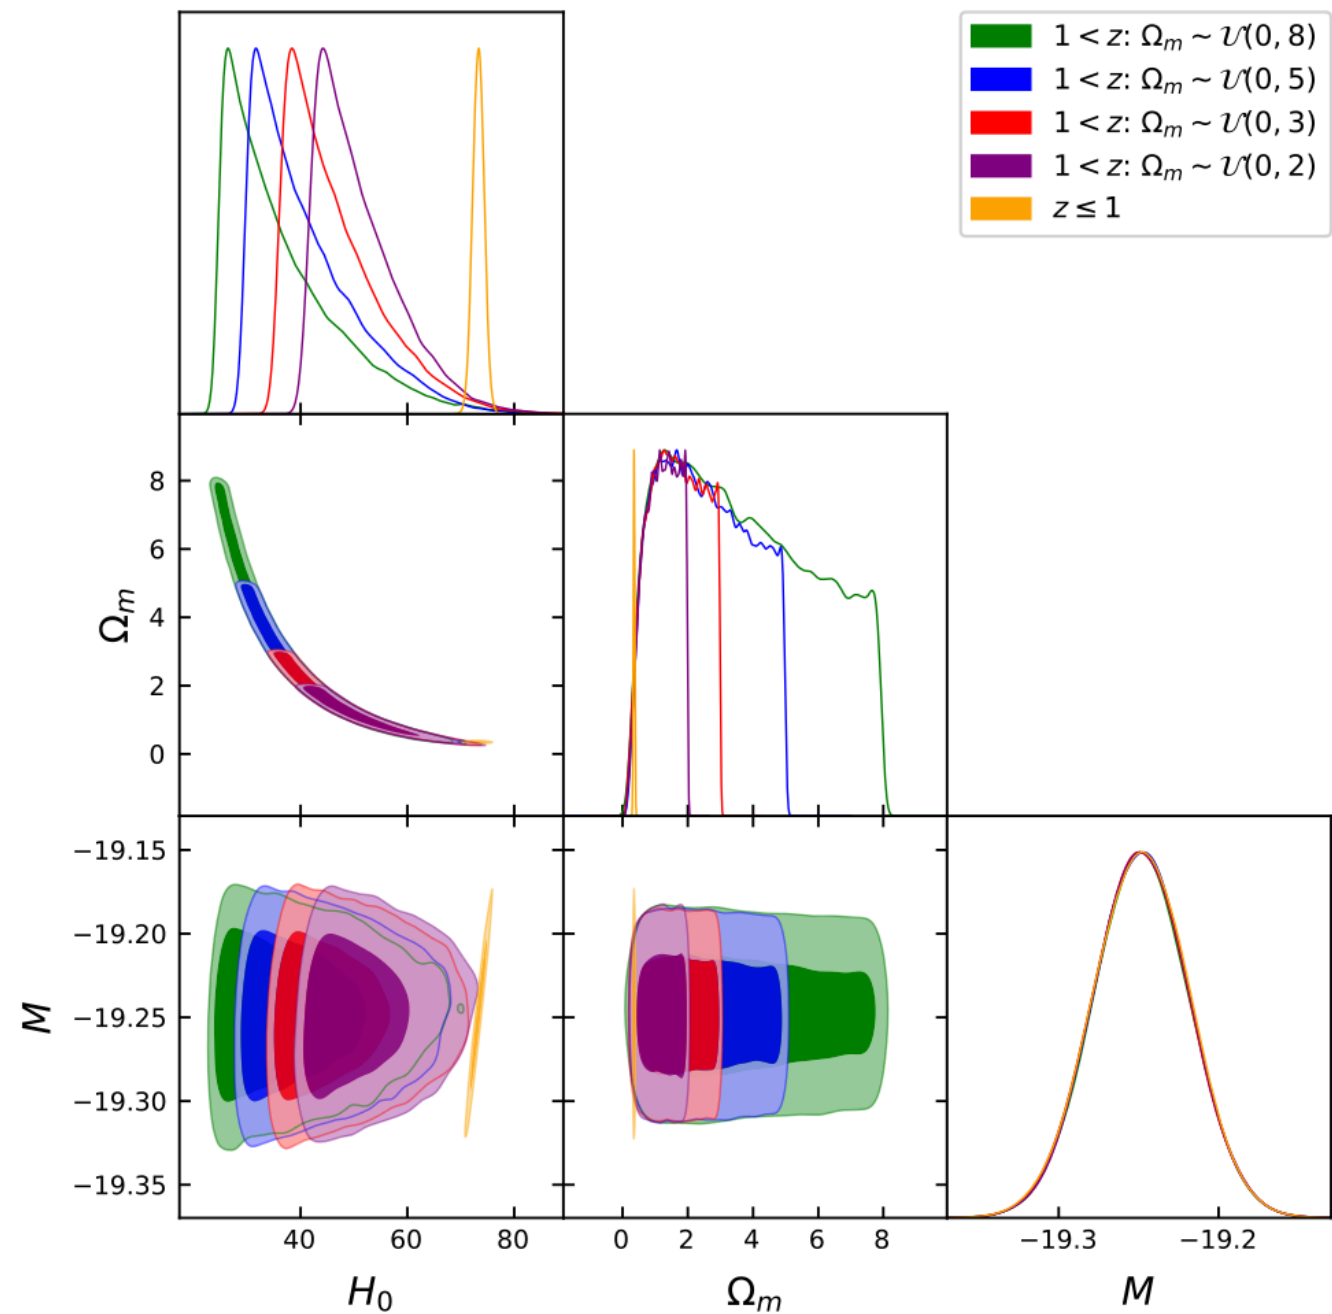 1 < z: Ωₘ ∼ 𝒰(0, 8)
1 < z: Ωₘ ∼ 𝒰(0, 5)
1 < z: Ωₘ ∼ 𝒰(0, 3)
1 < z: Ωₘ ∼ 𝒰(0, 2)
z ≤ 1
8
6
4
2
0
Ωₘ
−19.15
−19.20
−19.25
−19.30
−19.35
M
40 60 80
0 2 4 6 8
−19.3 −19.2
H₀
Ωₘ
M